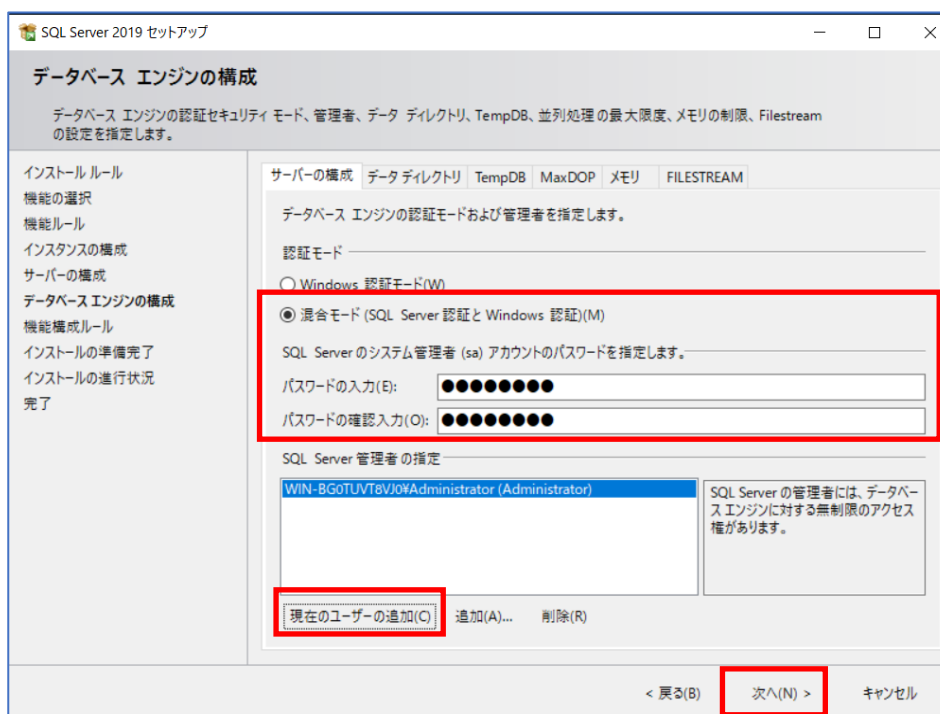 SQL Server 2019 セットアップ
データベース エンジンの構成
データベース エンジンの認証セキュリティ モード、管理者、データ ディレクトリ、TempDB、並列処理の最大限度、メモリの制限、Filestream
の設定を指定します。
インストール ルール
機能の選択
機能ルール
インスタンスの構成
サーバーの構成
データベース エンジンの構成
機能構成ルール
インストールの準備完了
インストールの進行状況
完了
サーバーの構成 データ ディレクトリ TempDB MaxDOP メモリ FILESTREAM
データベース エンジンの認証モードおよび管理者を指定します。
認証モード
Windows 認証モード(W)
混合モード (SQL Server 認証と Windows 認証)(M)
SQL Server のシステム管理者 (sa) アカウントのパスワードを指定します。
パスワードの入力(E): ●●●●●●●●
パスワードの確認入力(O): ●●●●●●●●
SQL Server 管理者の指定
WIN-BG0TUVT8VJ0¥Administrator (Administrator)
SQL Server の管理者には、データベー
ス エンジンに対する無制限のアクセス
権があります。
現在のユーザーの追加(C) 追加(A)... 削除(R)
< 戻る(B) 次へ(N) > キャンセル